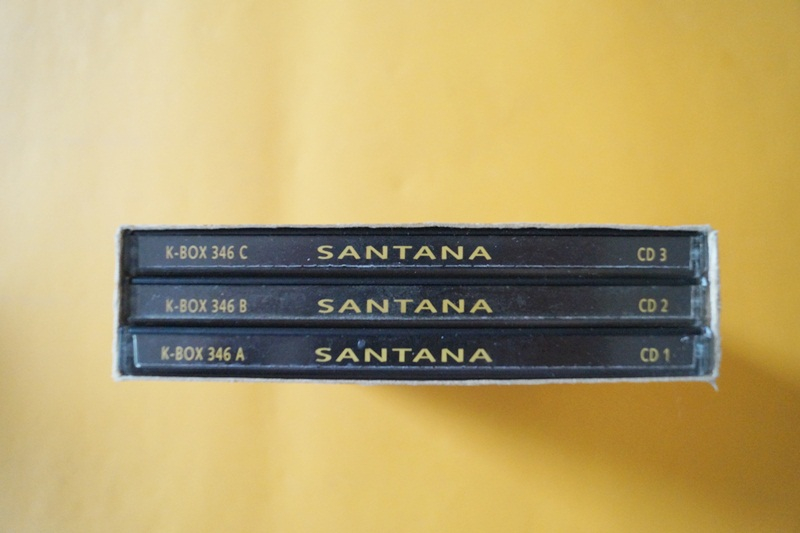 K-BOX 346 C SANTANA CD 3
K-BOX 346 B SANTANA CD 2
K-BOX 346 A SANTANA CD 1